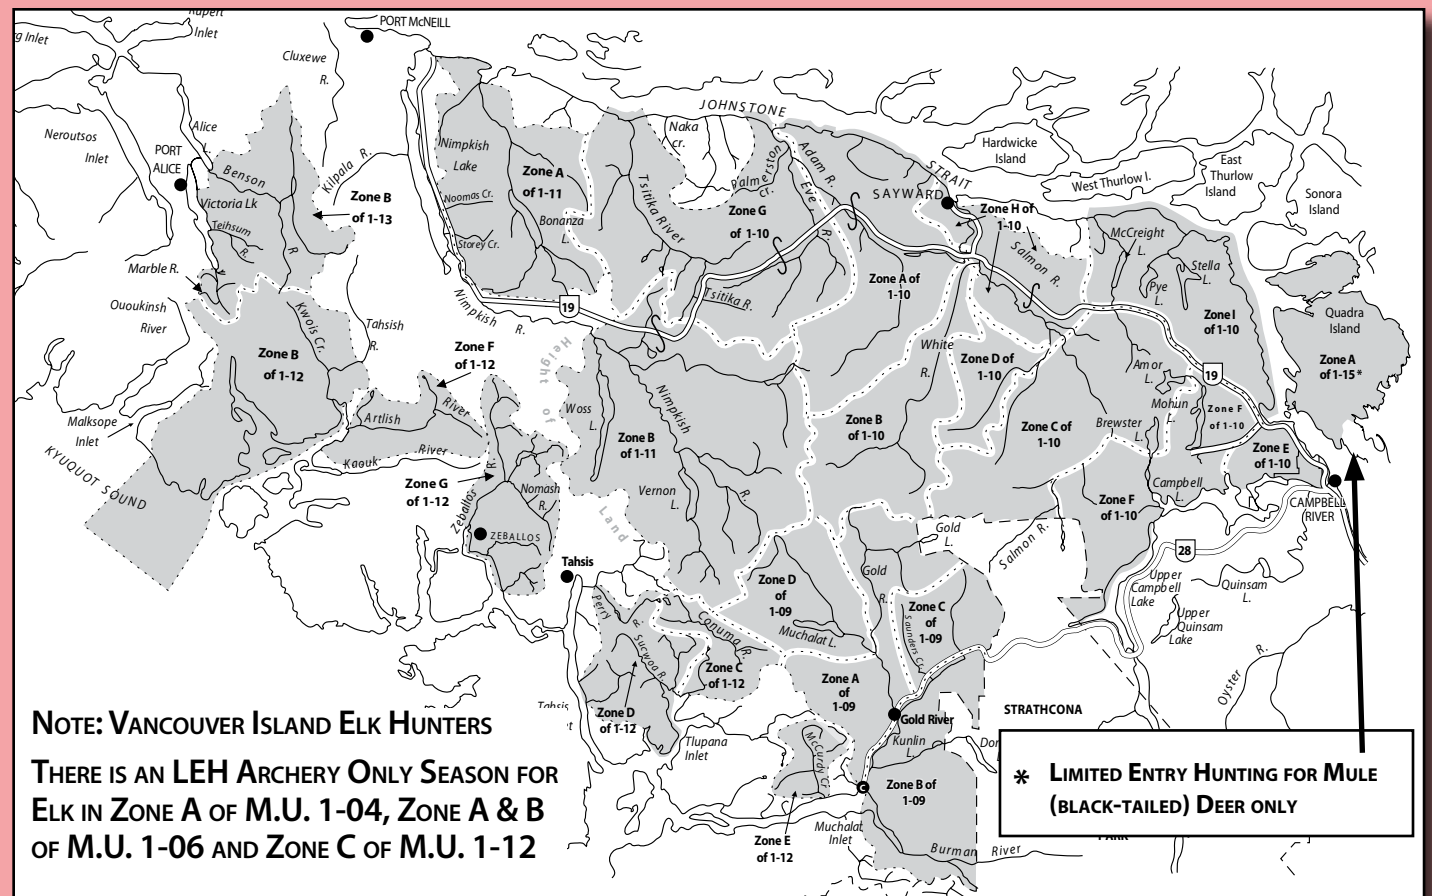 Rupert
Inlet
g Inlet
PORT MCNEILL
Cluxewe
R.
Neroutsos
Inlet
Alice
L.
PORT
ALICE
Benson
Victoria Lk
Teihsum
R.
R
Kilpala R.
Zone B
of 1-13
Marble R.
Ououkinsh
River
Kwois Cr.
Tahsish
R.
Zone B
of 1-12
Malksope
Inlet
KYUQUOT SOUND
Nimpkish
Lake
Noomas Cr.
Storey Cr.
Zone A
of 1-11
Bonanza
L.
Nimpkish R.
19
JOHNSTONE
STRAIT
Naka
cr.
Tsitika River
Palmerston
cr.
Zone G
of 1-10
Adam R.
Eve R.
Tsitika R.
SAYWARD
Zone H of
1-10
Salmon R.
Hardwicke
Island
West Thurlow I.
East
Thurlow
Island
Sonora
Island
McCreight
L.
Stella
L.
Pye
L.
Zone I
of 1-10
Quadra
Island
Zone A
of 1-15 *
Zone A of
1-10
White
R.
Zone D of
1-10
Zone F
of 1-12
Artlish
River
Kaouk
River
Height of
Land
Woss
L.
Zone B
of 1-11
Nimpkish
R.
Vernon
L.
Zone B
of 1-10
Zone C of
1-10
Amor
L.
Mohun
L.
Brewster
L.
19
Zone F
of 1-10
Zone E
of 1-10
Campbell
L.
Zone F
of 1-10
CAMPBELL
RIVER
28
Zone G
of 1-12
Zeballos
R.
Nomash
R.
ZEBALLOS
Tahsis
Gold
L.
Salmon R.
Gold
R.
Upper
Campbell
Lake
Quinsam
L.
Upper
Quinsam
Lake
Oyster R.
Perry
R.
Sucwoa R.
Conuma R.
Zone D
of
1-09
Muchalat L.
Zone C
of
1-09
Saunders Cr.
Zone C
of 1-12
Zone A
of
1-09
Zone D
of 1-12
Tlupana
Inlet
Gold River
Kunlin
L.
McCurdy Cr.
C
Zone B of
1-09
Zone E
of 1-12
Muchalat
Inlet
Burman River
STRATHCONA
NOTE: VANCOUVER ISLAND ELK HUNTERS
THERE IS AN LEH ARCHERY ONLY SEASON FOR
ELK IN ZONE A OF M.U. 1-04, ZONE A & B
OF M.U. 1-06 AND ZONE C OF M.U. 1-12
* LIMITED ENTRY HUNTING FOR MULE
(BLACK-TAILED) DEER ONLY